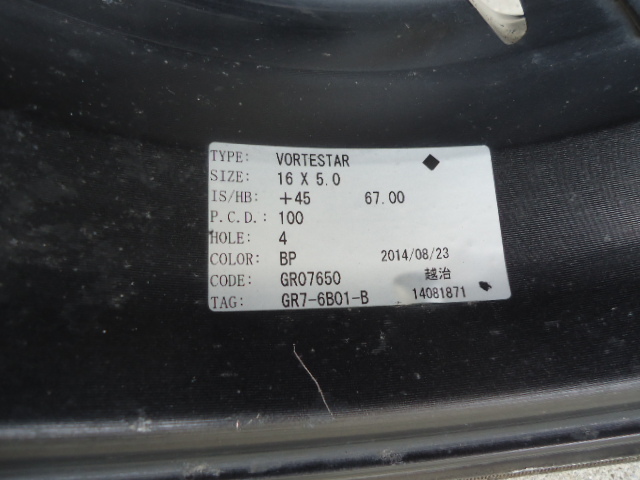 TYPE: VORTESTAR
SIZE: 16 X 5.0
IS/HB: +45 67.00
P.C.D.: 100
HOLE: 4
COLOR: BP 2014/08/23
CODE: GR07650 越治
TAG: GR7-6B01-B 14081871